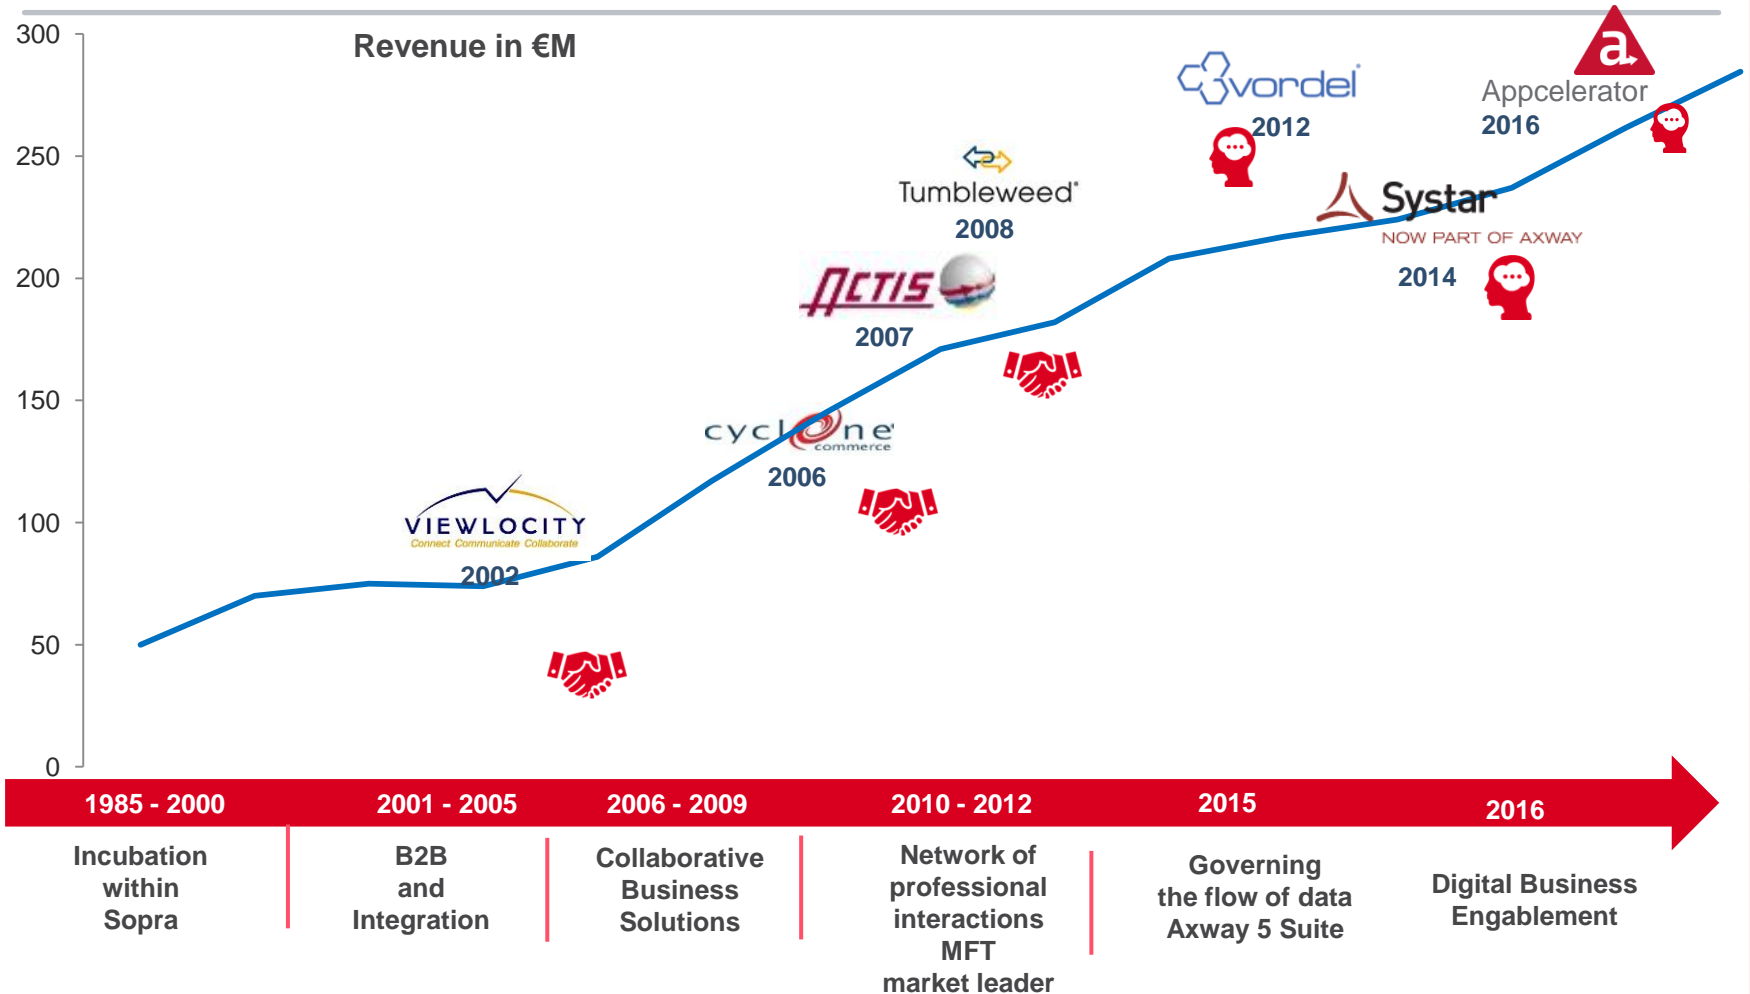 Revenue in €M
300
250
200
150
100
50
0
VIEWLOCITY
Connect Communicate Collaborate
2002
cyclone
commerce
2006
ACTIS
2007
Tumbleweed®
2008
vordel®
2012
Systar
NOW PART OF AXWAY
2014
a
Appcelerator
2016
1985 - 2000
2001 - 2005
2006 - 2009
2010 - 2012
2015
2016
Incubation
within
Sopra
B2B
and
Integration
Collaborative
Business
Solutions
Network of
professional
interactions
MFT
market leader
Governing
the flow of data
Axway 5 Suite
Digital Business
Engablement